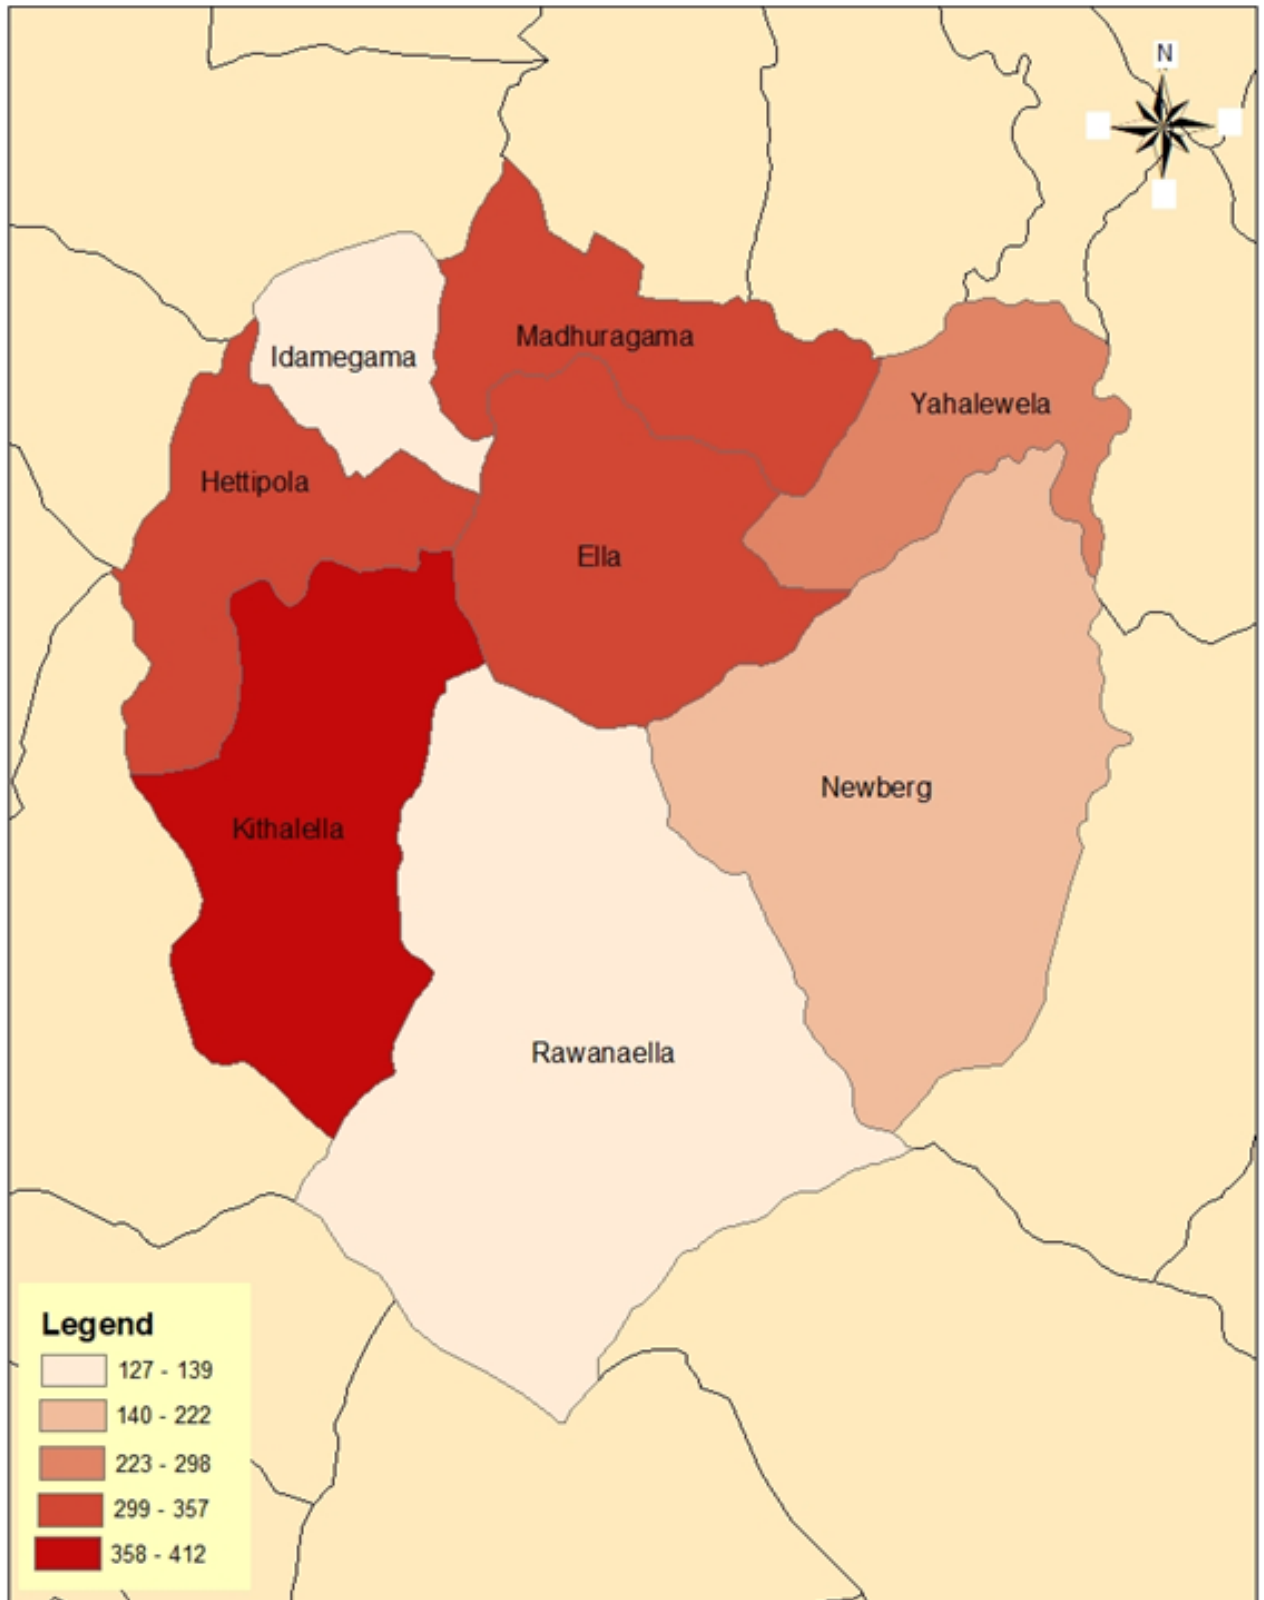 N
Madhuragama
Idamegama
Yahalewela
Hettipola
Ella
Newberg
Kithalella
Rawanaella
Legend
127 - 139
140 - 222
223 - 298
299 - 357
358 - 412